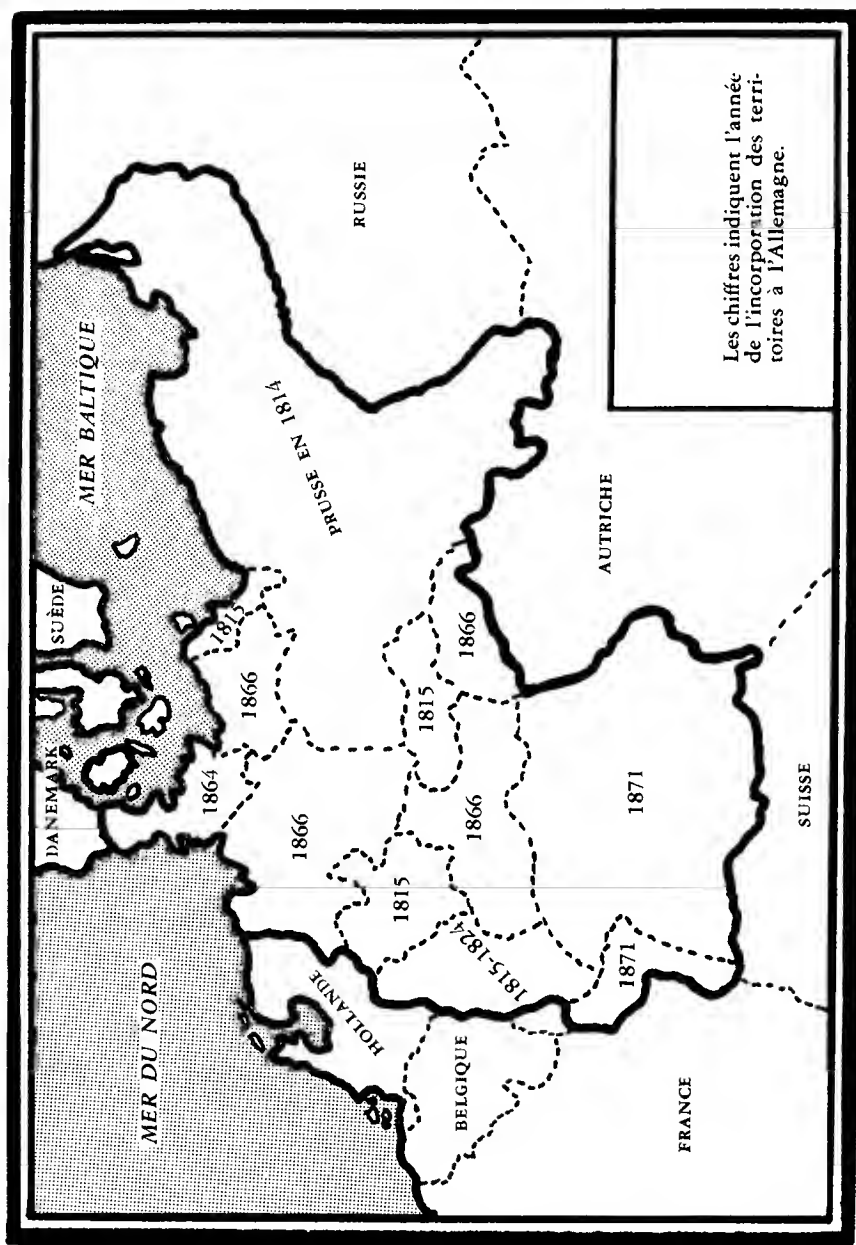 MER DU NORD
DANEMARK
SUÈDE
MER BALTIQUE
1864
1815
1866
1866
HOLLANDE
PRUSSE EN 1814
RUSSIE
1815
1815
1815-1824
1866
1866
BELGIQUE
AUTRICHE
1871
1871
FRANCE
SUISSE
Les chiffres indiquent l'année
de l'incorporation des terri-
toires à l'Allemagne.